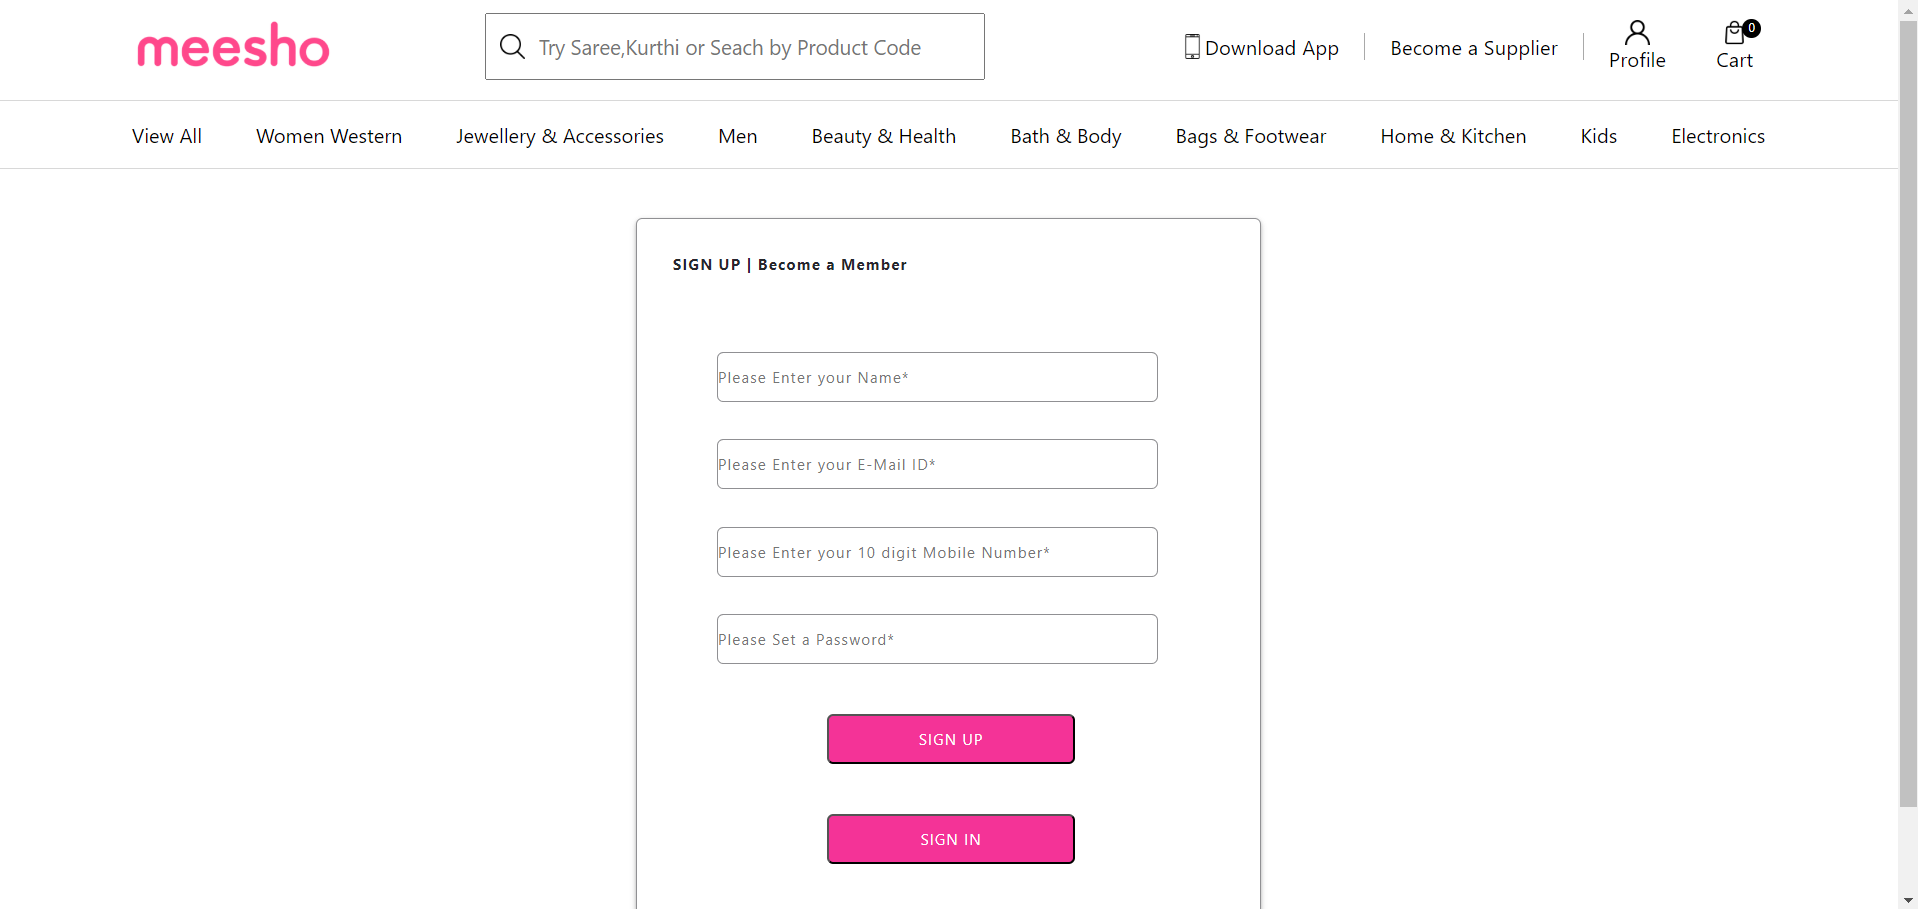 meesho
Try Saree,Kurthi or Seach by Product Code
Download App
Become a Supplier
Profile
0
Cart
View All
Women Western
Jewellery & Accessories
Men
Beauty & Health
Bath & Body
Bags & Footwear
Home & Kitchen
Kids
Electronics
SIGN UP | Become a Member
Please Enter your Name*
Please Enter your E-Mail ID*
Please Enter your 10 digit Mobile Number*
Please Set a Password*
SIGN UP
SIGN IN